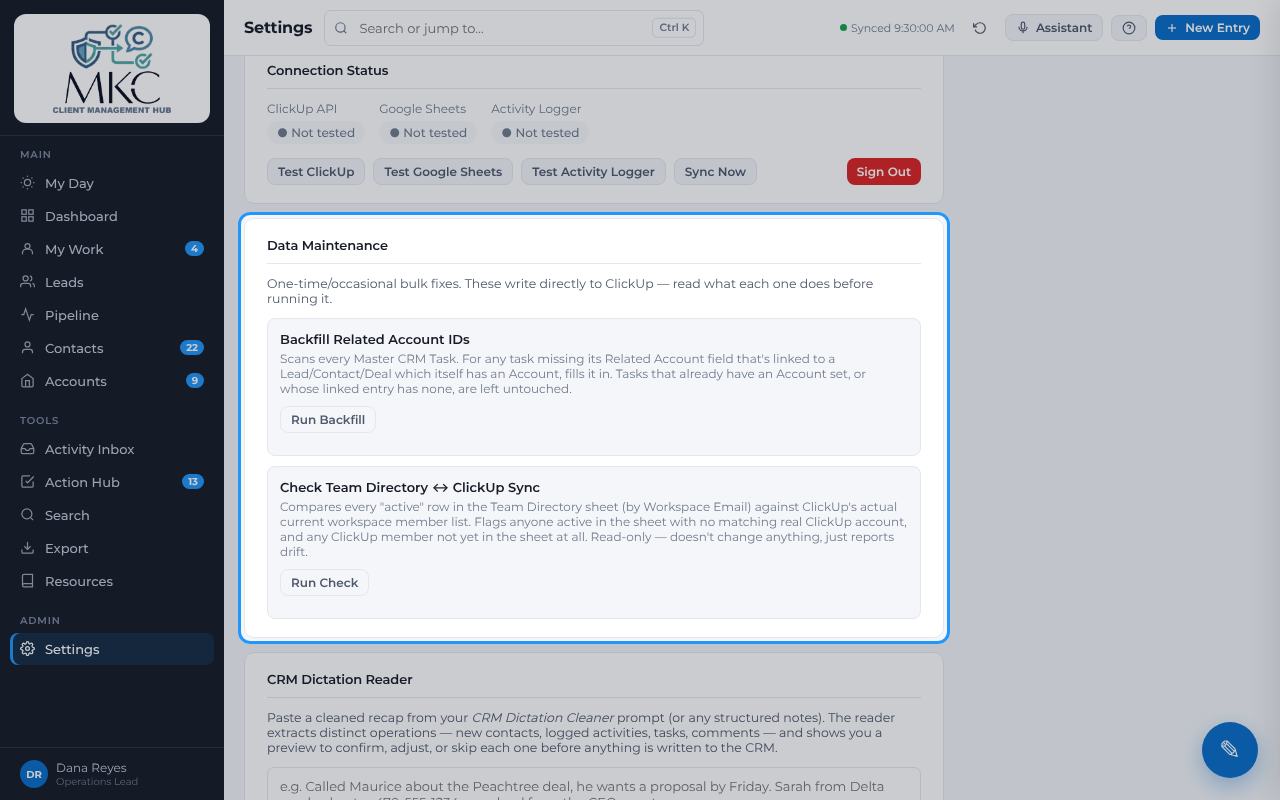 MKC
CLIENT MANAGEMENT HUB
MAIN
My Day
Dashboard
My Work 4
Leads
Pipeline
Contacts 22
Accounts 9
TOOLS
Activity Inbox
Action Hub 13
Search
Export
Resources
ADMIN
Settings
DR
Dana Reyes
Operations Lead
Settings
Search or jump to...
Ctrl K
Synced 9:30:00 AM
Assistant
+ New Entry
Connection Status
ClickUp API Google Sheets Activity Logger
Not tested Not tested Not tested
Test ClickUp Test Google Sheets Test Activity Logger Sync Now Sign Out
Data Maintenance
One-time/occasional bulk fixes. These write directly to ClickUp — read what each one does before
running it.
Backfill Related Account IDs
Scans every Master CRM Task. For any task missing its Related Account field that's linked to a
Lead/Contact/Deal which itself has an Account, fills it in. Tasks that already have an Account set, or
whose linked entry has none, are left untouched.
Run Backfill
Check Team Directory ↔ ClickUp Sync
Compares every "active" row in the Team Directory sheet (by Workspace Email) against ClickUp's actual
current workspace member list. Flags anyone active in the sheet with no matching real ClickUp account,
and any ClickUp member not yet in the sheet at all. Read-only — doesn't change anything, just reports
drift.
Run Check
CRM Dictation Reader
Paste a cleaned recap from your CRM Dictation Cleaner prompt (or any structured notes). The reader
extracts distinct operations — new contacts, logged activities, tasks, comments — and shows you a
preview to confirm, adjust, or skip each one before anything is written to the CRM.
e.g. Called Maurice about the Peachtree deal, he wants a proposal by Friday. Sarah from Delta